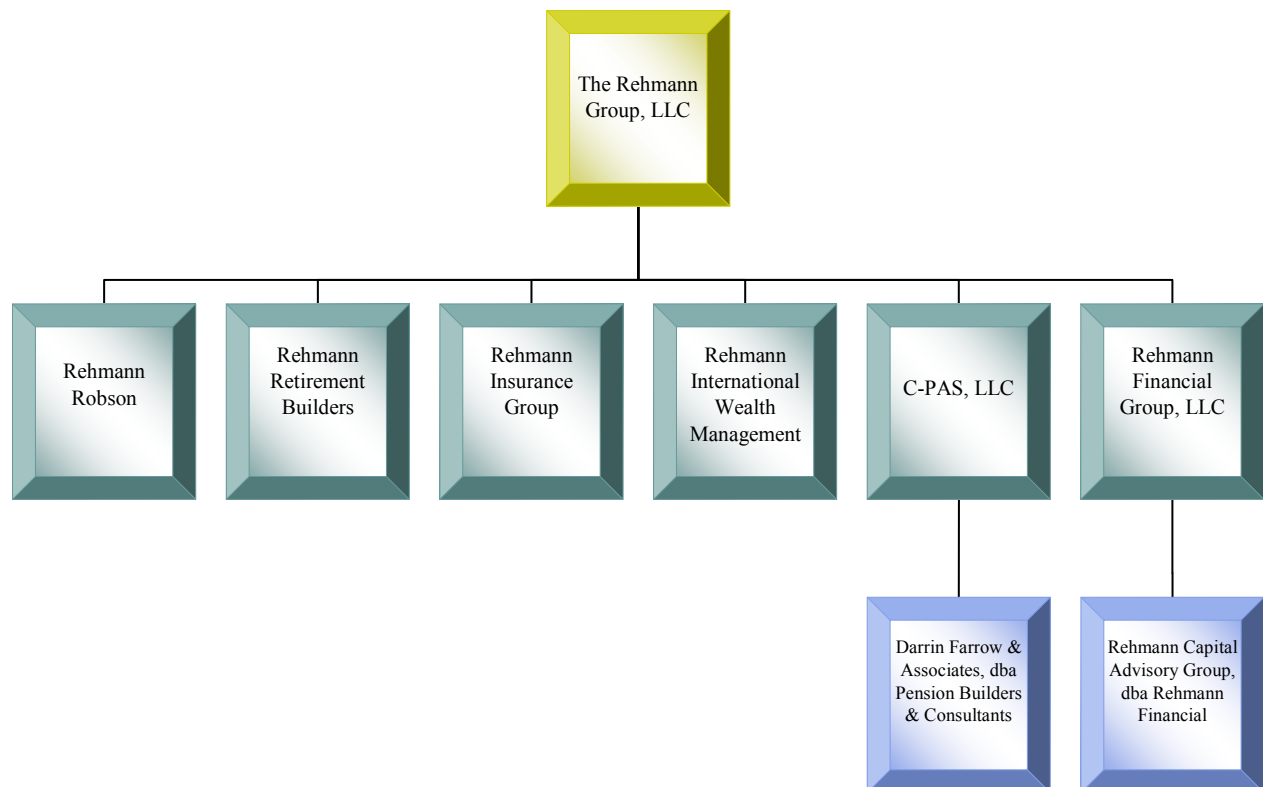 The Rehmann
Group, LLC
Rehmann
Robson
Rehmann
Retirement
Builders
Rehmann
Insurance
Group
Rehmann
International
Wealth
Management
C-PAS, LLC
Rehmann
Financial
Group, LLC
Darrin Farrow &
Associates, dba
Pension Builders
& Consultants
Rehmann Capital
Advisory Group,
dba Rehmann
Financial